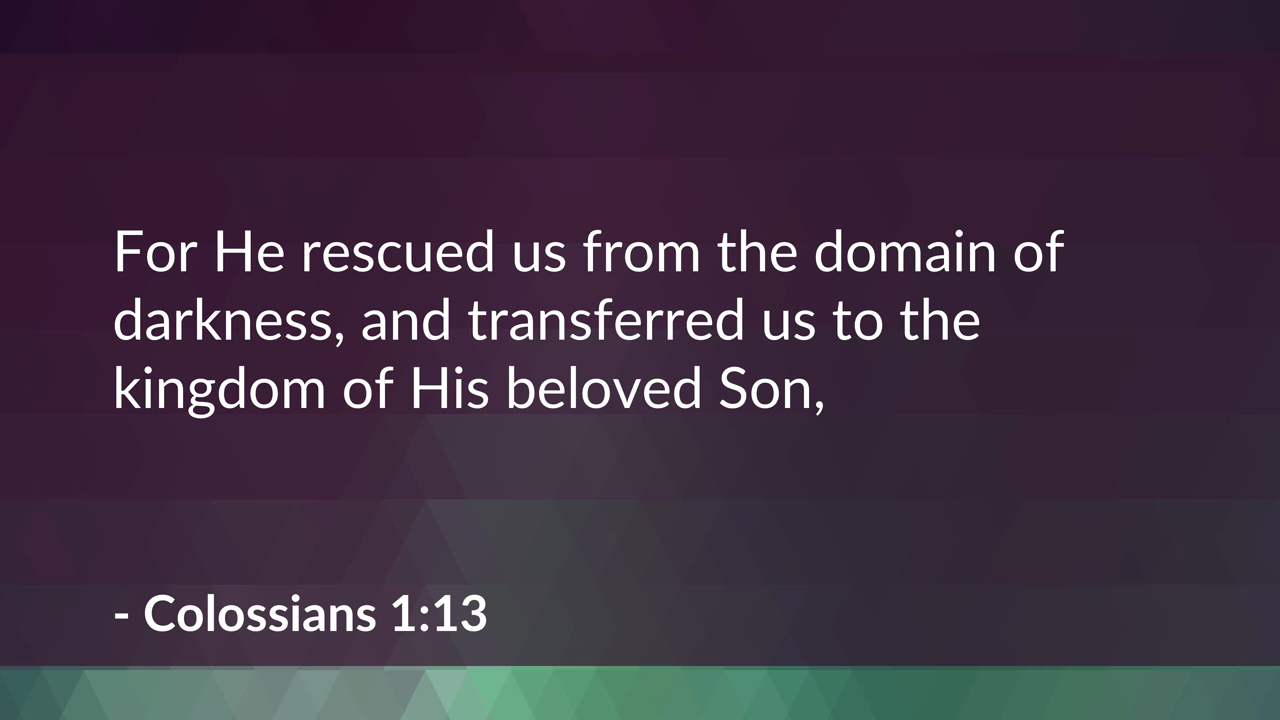 For He rescued us from the domain of
darkness, and transferred us to the
kingdom of His beloved Son,
- Colossians 1:13